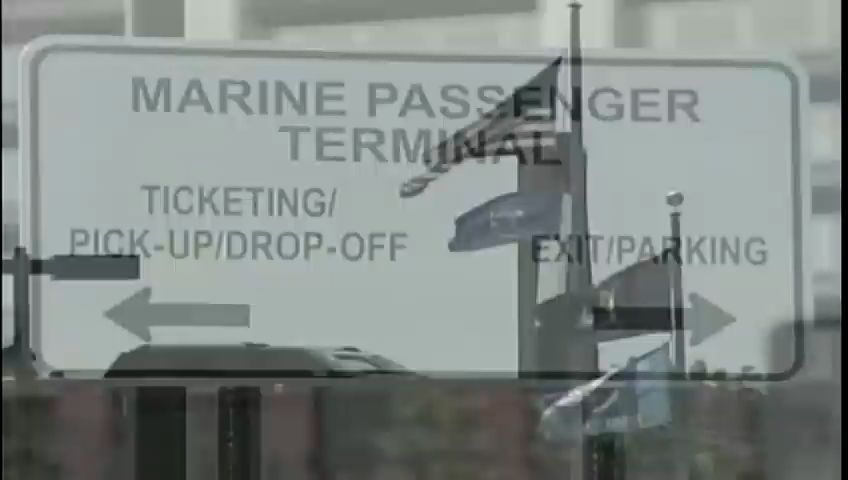 MARINE PASSENGER
TERMINAL
TICKETING/
PICK-UP/DROP-OFF
EXIT/PARKING